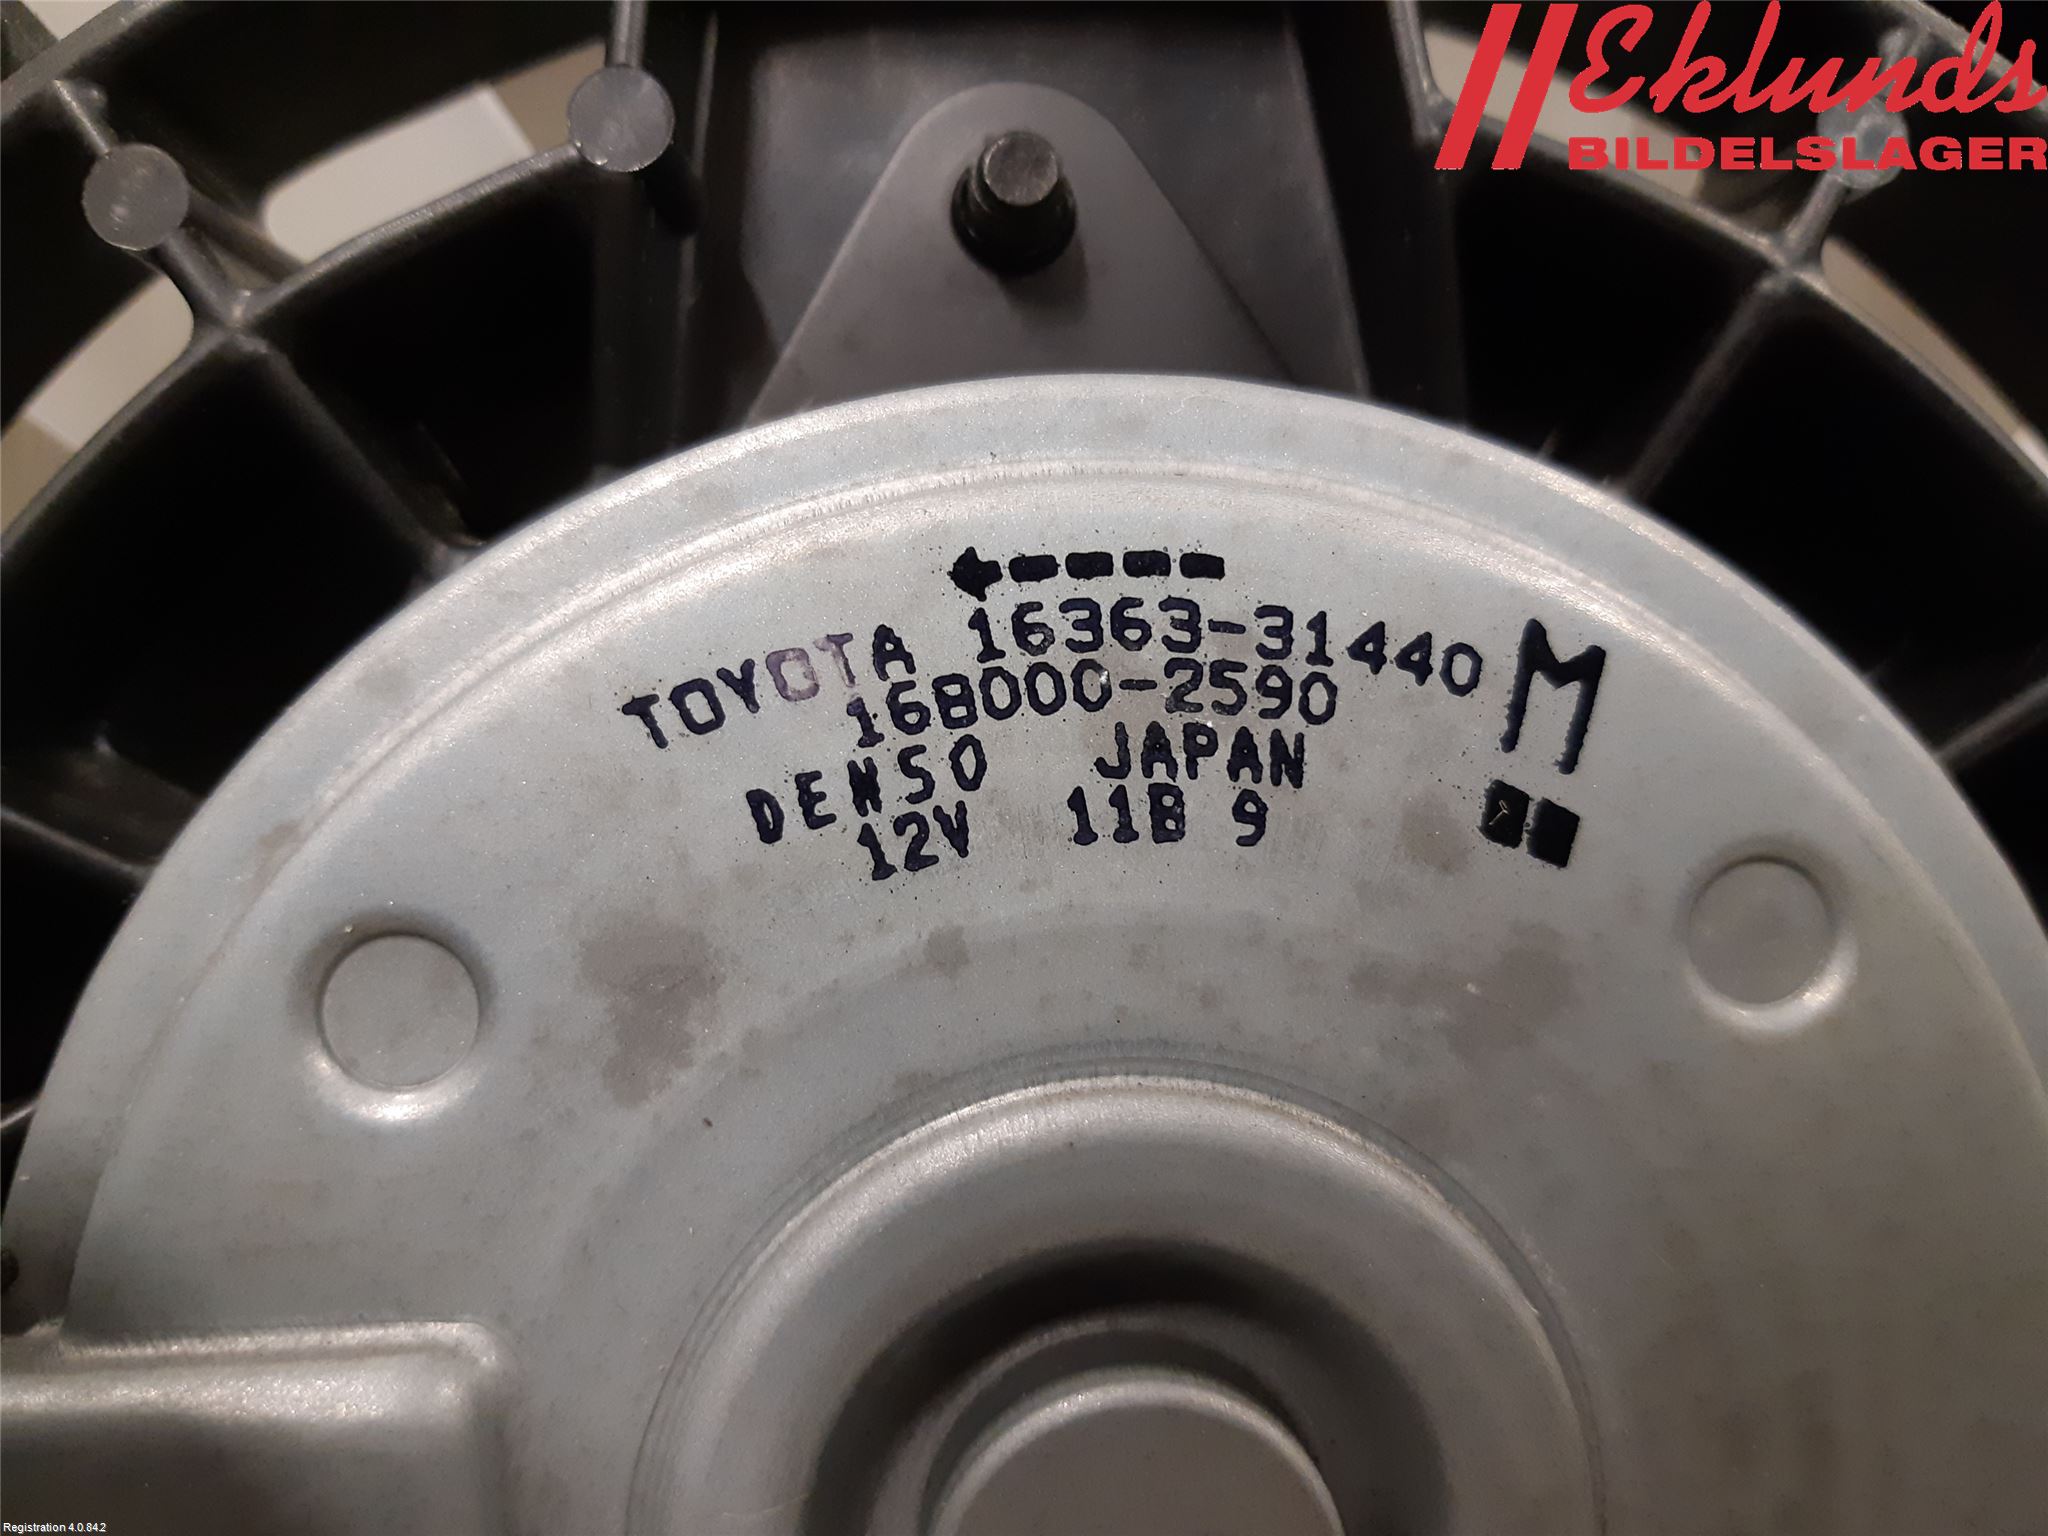 Eklunds
BILDELSLAGER
TOYOTA 16363-31440 M
168000-2590
DENSO JAPAN
12V 11B 9
Registration 4.0.84.2